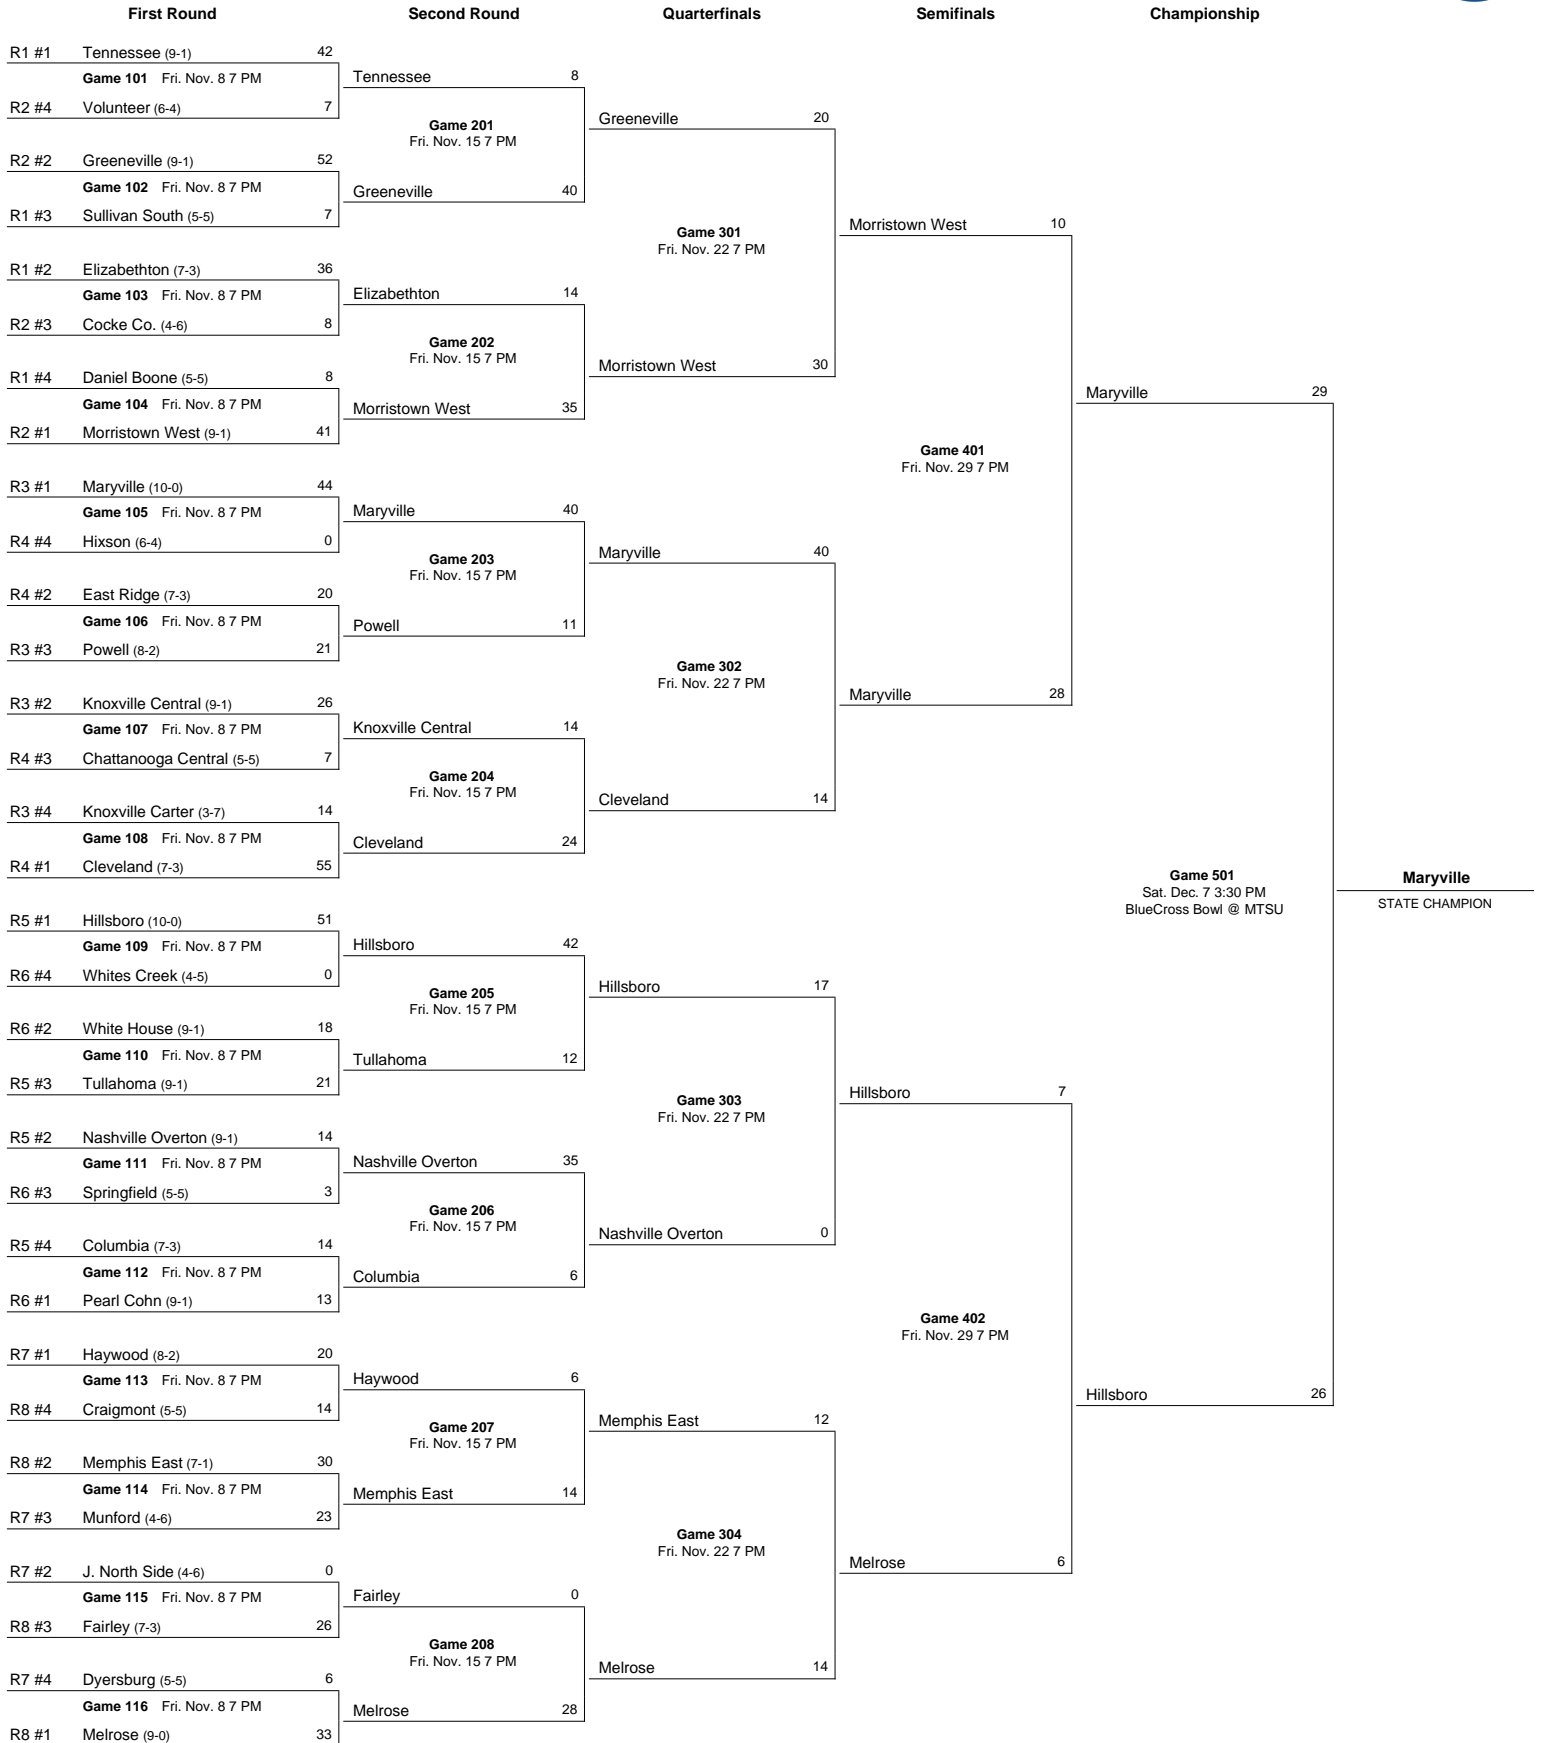 First Round Second Round Quarterfinals Semifinals Championship
R1 #1 Tennessee (9-1) 42
Game 101 Fri. Nov. 8 7 PM
R2 #4 Volunteer (6-4) 7
R2 #2 Greeneville (9-1) 52
Game 102 Fri. Nov. 8 7 PM
R1 #3 Sullivan South (5-5) 7
R1 #2 Elizabethton (7-3) 36
Game 103 Fri. Nov. 8 7 PM
R2 #3 Cocke Co. (4-6) 8
R1 #4 Daniel Boone (5-5) 8
Game 104 Fri. Nov. 8 7 PM
R2 #1 Morristown West (9-1) 41
R3 #1 Maryville (10-0) 44
Game 105 Fri. Nov. 8 7 PM
R4 #4 Hixson (6-4) 0
R4 #2 East Ridge (7-3) 20
Game 106 Fri. Nov. 8 7 PM
R3 #3 Powell (8-2) 21
R3 #2 Knoxville Central (9-1) 26
Game 107 Fri. Nov. 8 7 PM
R4 #3 Chattanooga Central (5-5) 7
R3 #4 Knoxville Carter (3-7) 14
Game 108 Fri. Nov. 8 7 PM
R4 #1 Cleveland (7-3) 55
R5 #1 Hillsboro (10-0) 51
Game 109 Fri. Nov. 8 7 PM
R6 #4 Whites Creek (4-5) 0
R6 #2 White House (9-1) 18
Game 110 Fri. Nov. 8 7 PM
R5 #3 Tullahoma (9-1) 21
R5 #2 Nashville Overton (9-1) 14
Game 111 Fri. Nov. 8 7 PM
R6 #3 Springfield (5-5) 3
R5 #4 Columbia (7-3) 14
Game 112 Fri. Nov. 8 7 PM
R6 #1 Pearl Cohn (9-1) 13
R7 #1 Haywood (8-2) 20
Game 113 Fri. Nov. 8 7 PM
R8 #4 Craigmont (5-5) 14
R8 #2 Memphis East (7-1) 30
Game 114 Fri. Nov. 8 7 PM
R7 #3 Munford (4-6) 23
R7 #2 J. North Side (4-6) 0
Game 115 Fri. Nov. 8 7 PM
R8 #3 Fairley (7-3) 26
R7 #4 Dyersburg (5-5) 6
Game 116 Fri. Nov. 8 7 PM
R8 #1 Melrose (9-0) 33
Tennessee 8
Game 201
Fri. Nov. 15 7 PM
Greeneville 40
Elizabethton 14
Game 202
Fri. Nov. 15 7 PM
Morristown West 35
Maryville 40
Game 203
Fri. Nov. 15 7 PM
Powell 11
Knoxville Central 14
Game 204
Fri. Nov. 15 7 PM
Cleveland 24
Hillsboro 42
Game 205
Fri. Nov. 15 7 PM
Tullahoma 12
Nashville Overton 35
Game 206
Fri. Nov. 15 7 PM
Columbia 6
Haywood 6
Game 207
Fri. Nov. 15 7 PM
Memphis East 14
Fairley 0
Game 208
Fri. Nov. 15 7 PM
Melrose 28
Greeneville 20
Game 301
Fri. Nov. 22 7 PM
Morristown West 30
Maryville 40
Game 302
Fri. Nov. 22 7 PM
Cleveland 14
Hillsboro 17
Game 303
Fri. Nov. 22 7 PM
Nashville Overton 0
Memphis East 12
Game 304
Fri. Nov. 22 7 PM
Melrose 14
Morristown West 10
Game 401
Fri. Nov. 29 7 PM
Maryville 28
Hillsboro 7
Game 402
Fri. Nov. 29 7 PM
Melrose 6
Maryville 29
Game 501
Sat. Dec. 7 3:30 PM
BlueCross Bowl @ MTSU
Hillsboro 26
Maryville
STATE CHAMPION